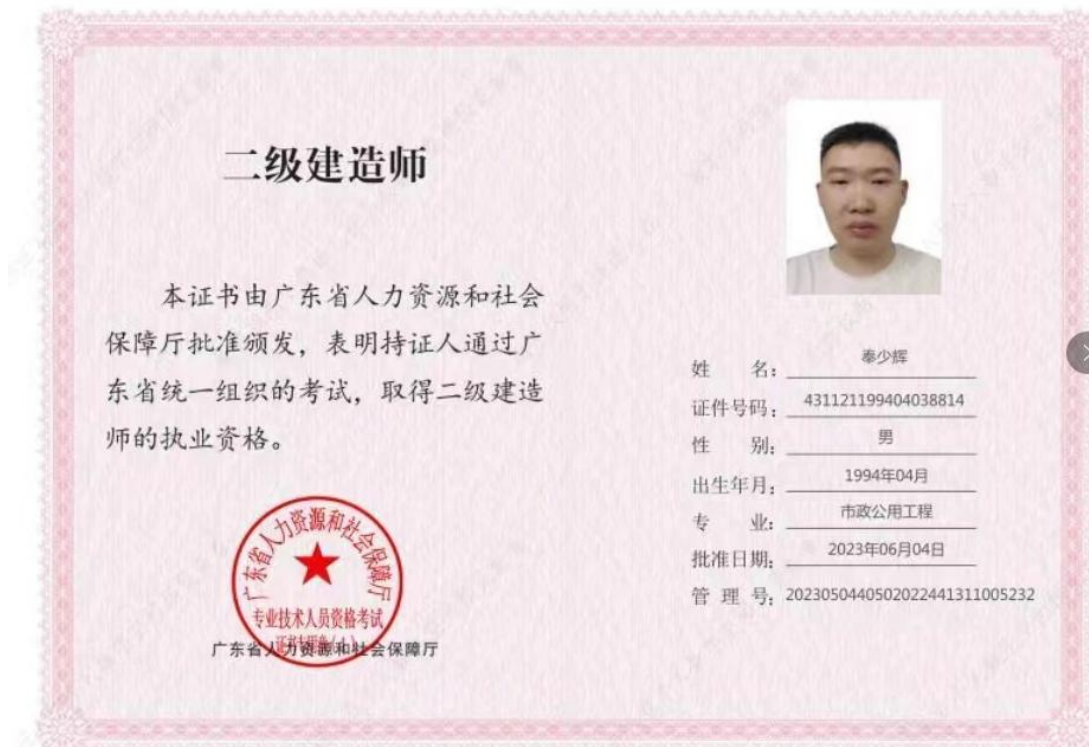 二级建造师
本证书由广东省人力资源和社会
保障厅批准颁发，表明持证人通过广
东省统一组织的考试，取得二级建造
师的执业资格。
广东省人力资源和社会保障厅
专业技术人员资格考试
证书专用章（1）
广东省人力资源和社会保障厅
姓 名：奉少辉
证件号码：431121199404038814
性 别：男
出生年月：1994年04月
专 业：市政公用工程
批准日期：2023年06月04日
管 理 号：2023050440502022441311005232